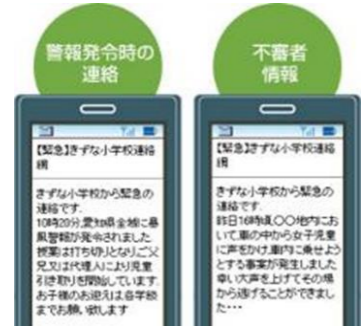 警報発令時の
連絡
【緊急】きずな小学校連絡
網
きずな小学校から緊急の
連絡です.
10時20分,愛知県全域に暴
風警報が発令されました
授業は打ち切りとなりご父
兄又は代理人により児童
引き取りを開始しています.
お子様のお迎えは各学級
までお願い致します
不審者
情報
【緊急】きずな小学校連絡
網
きずな小学校から緊急の
連絡です.
昨日16時頃,〇〇地内にお
いて車の中から女子児童
に声をかけ,車内に乗せよう
とする事案が発生しました
幸い大声を上げてその場
から逃げることができまし
た・・・